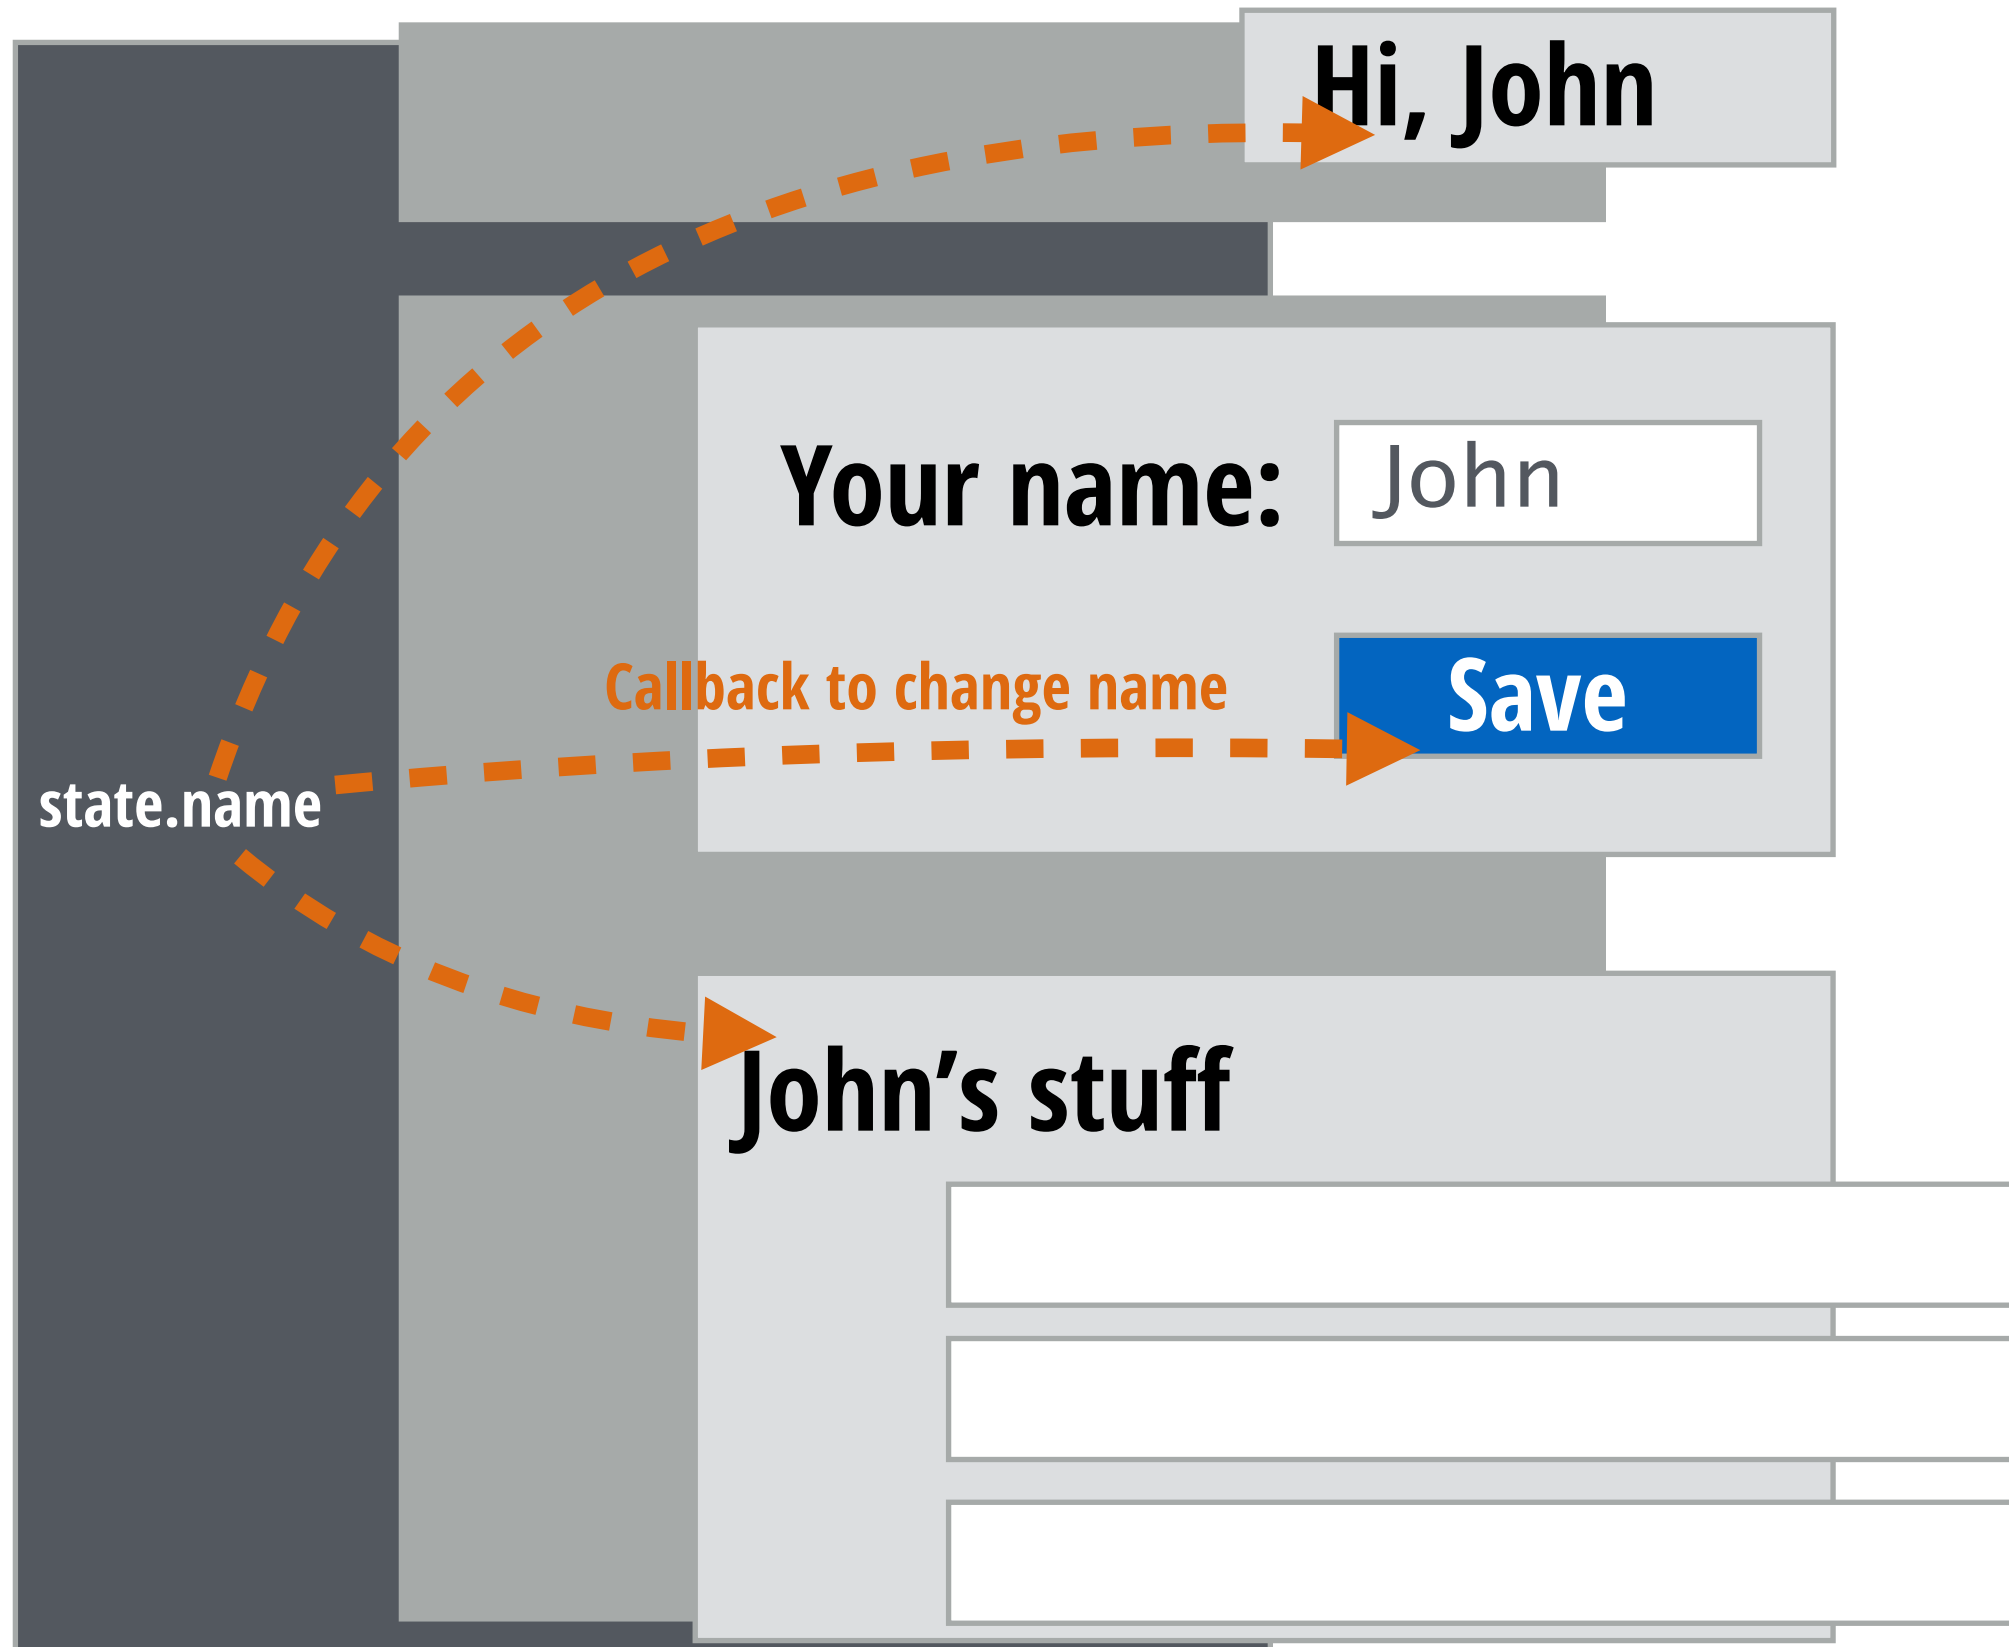 Hi, John
Your name:
John
Callback to change name
Save
state.name
John’s stuff